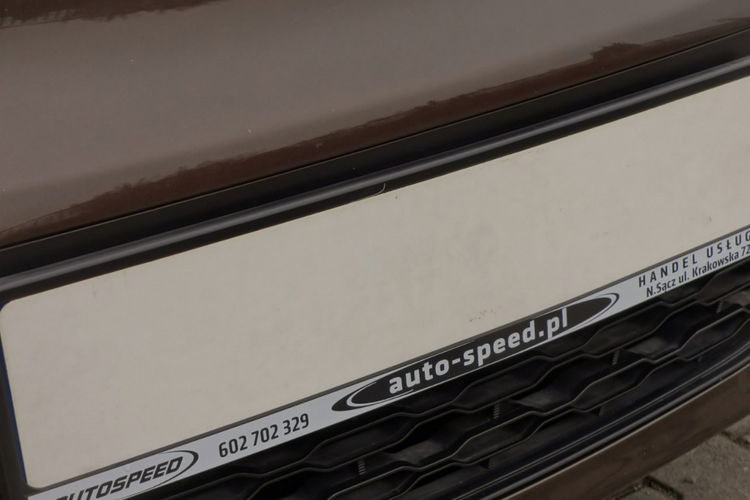 AUTOSPEED
602 702 329
auto-speed.pl
HANDEL USŁUG
N.Sącz ul. Krakowska 72